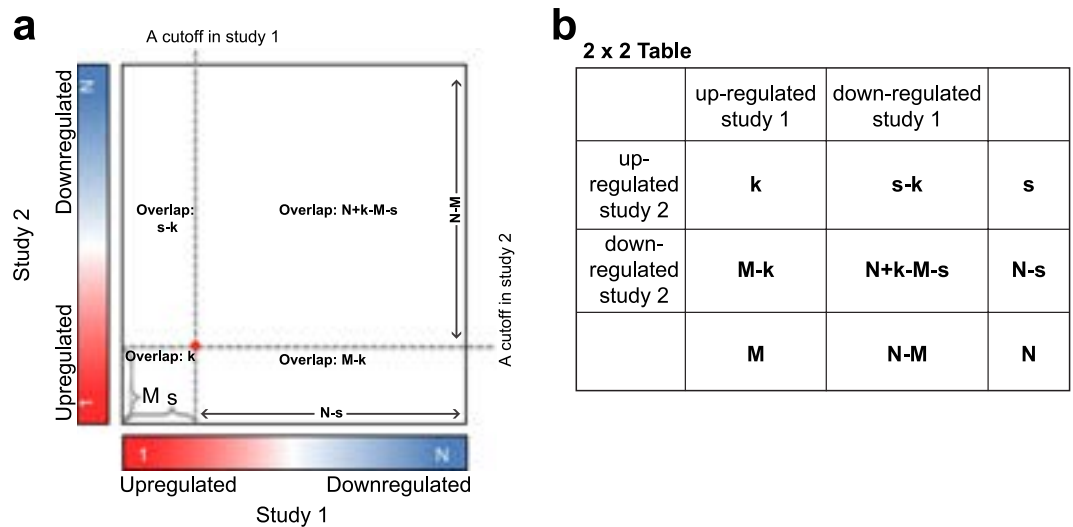 a
A cutoff in study 1
Study 2
Downregulated
Upregulated
N
1
Overlap:
s-k
Overlap: N+k-M-s
N-M
A cutoff in study 2
Overlap: k
Overlap: M-k
M s
N-s
1
N
Upregulated
Downregulated
Study 1
b
2 x 2 Table
up-regulated
study 1
down-regulated
study 1
up-
regulated
study 2
k
s-k
s
down-
regulated
study 2
M-k
N+k-M-s
N-s
M
N-M
N